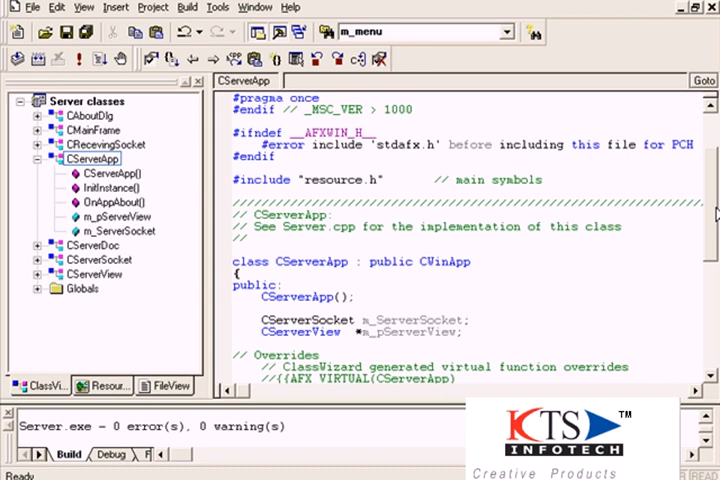 File Edit View Insert Project Build Tools Window Help
m_menu
CServerApp
Goto
Server classes
CAboutDlg
CMainFrame
CRecevingSocket
CServerApp
CServerApp()
InitInstance()
OnAppAbout()
m_pServerView
m_ServerSocket
CServerDoc
CServerSocket
CServerView
Globals
ClassVi...
Resour...
FileView
#pragma once
#endif // _MSC_VER > 1000
#ifndef __AFXWIN_H__
#error include 'stdafx.h' before including this file for PCH
#endif
#include "resource.h" // main symbols
/////////////////////////////////////////////////////////////////////////////
// CServerApp:
// See Server.cpp for the implementation of this class
//
class CServerApp : public CWinApp
{
public:
CServerApp();
CServerSocket m_ServerSocket;
CServerView *m_pServerView;
// Overrides
// ClassWizard generated virtual function overrides
//{{AFX_VIRTUAL(CServerApp)
Server.exe - 0 error(s), 0 warning(s)
Build Debug F
Ready
READ
KTS TM
INFOTECH
Creative Products